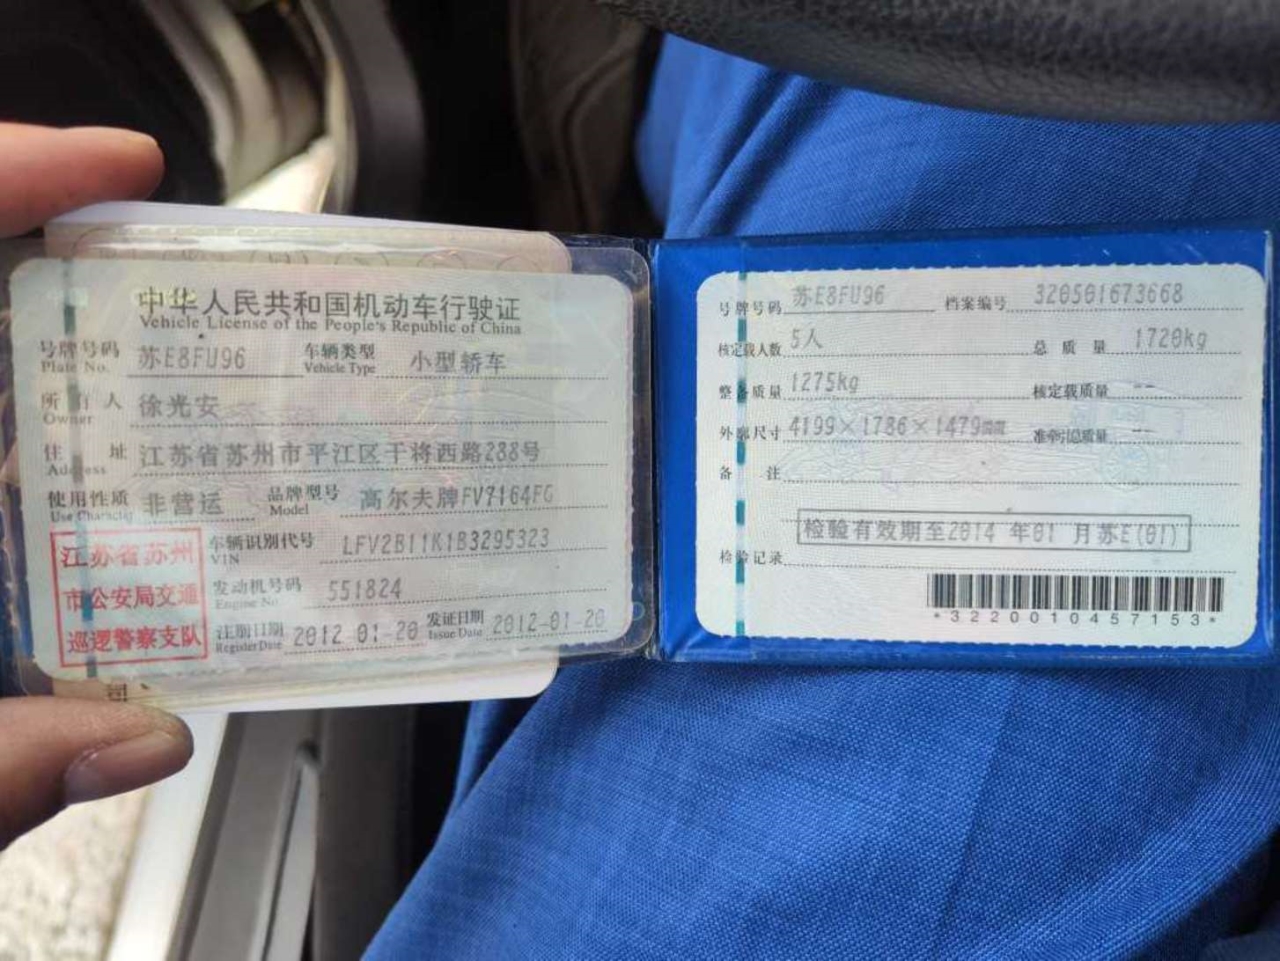 中华人民共和国机动车行驶证
Vehicle License of the People's Republic of China
号牌号码 苏E8FU96 车辆类型 小型轿车
Plate No. Vehicle Type
所有人 徐光安
Owner
住址 江苏省苏州市平江区干将西路288号
Address
使用性质 非营运 品牌型号 高尔夫牌FV7164FG
Use Character Model
江苏省苏州
市公安局交通
巡逻警察支队
车辆识别代号 LFV2B11K1B3295323
VIN
发动机号码 551824
Engine No.
注册日期 2012-01-20 发证日期 2012-01-20
Register Date Issue Date
司
号牌号码 苏E8FU96 档案编号 320501673668
核定载人数 5人 总质量 1720kg
整备质量 1275kg 核定载质量 --
外廓尺寸 4199×1786×1479mm 准牵引总质量 --
备注
检验有效期至2014年01月苏E(01)
检验记录
*3220010457153*